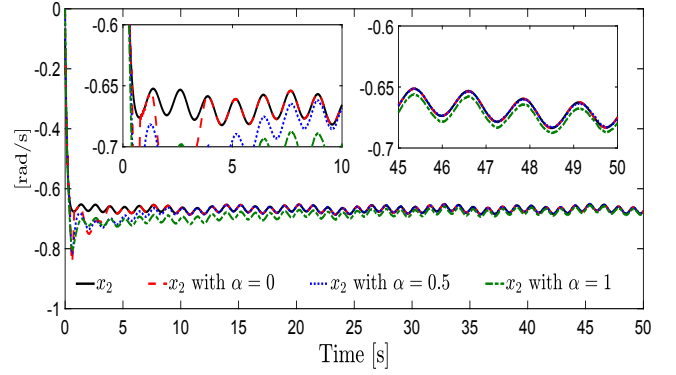 0
-0.2
-0.4
-0.6
-0.8
-1
[rad/s]
-0.6
-0.65
-0.7
0 5 10
-0.6
-0.65
-0.7
45 46 47 48 49 50
x₂ x₂ with α = 0 x₂ with α = 0.5 x₂ with α = 1
0 5 10 15 20 25 30 35 40 45 50
Time [s]